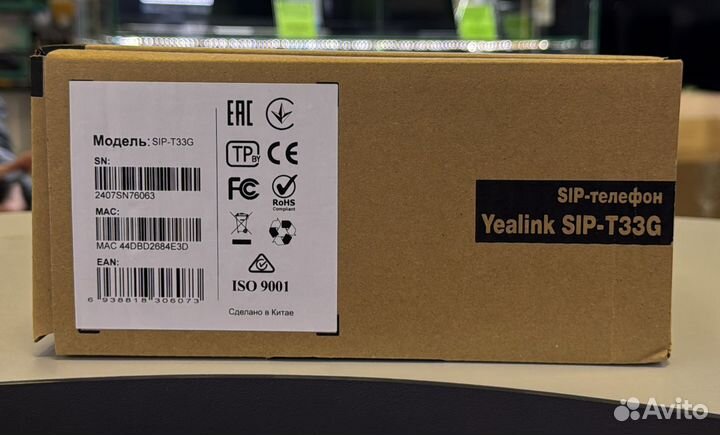 Модель: SIP-T33G
SN:
2407SN76063
MAC:
MAC 44DBD2684E3D
EAN:
6 938818 306073
EAC
TP BY
CE
FC
RoHS
Compliant
ISO 9001
Сделано в Китае
SIP-телефон
Yealink SIP-T33G
Avito